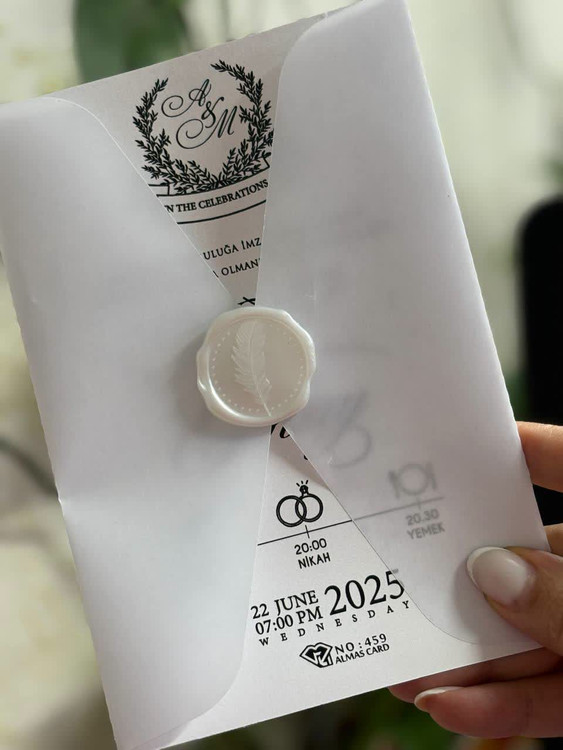 A & M
N THE CELEBRATIONS
ULUĞA İMZ
OLMAN
20:00
NİKAH
20.30
YEMEK
22 JUNE
07:00 PM
2025
WEDNESDAY
NO:459
ALMAS CARD